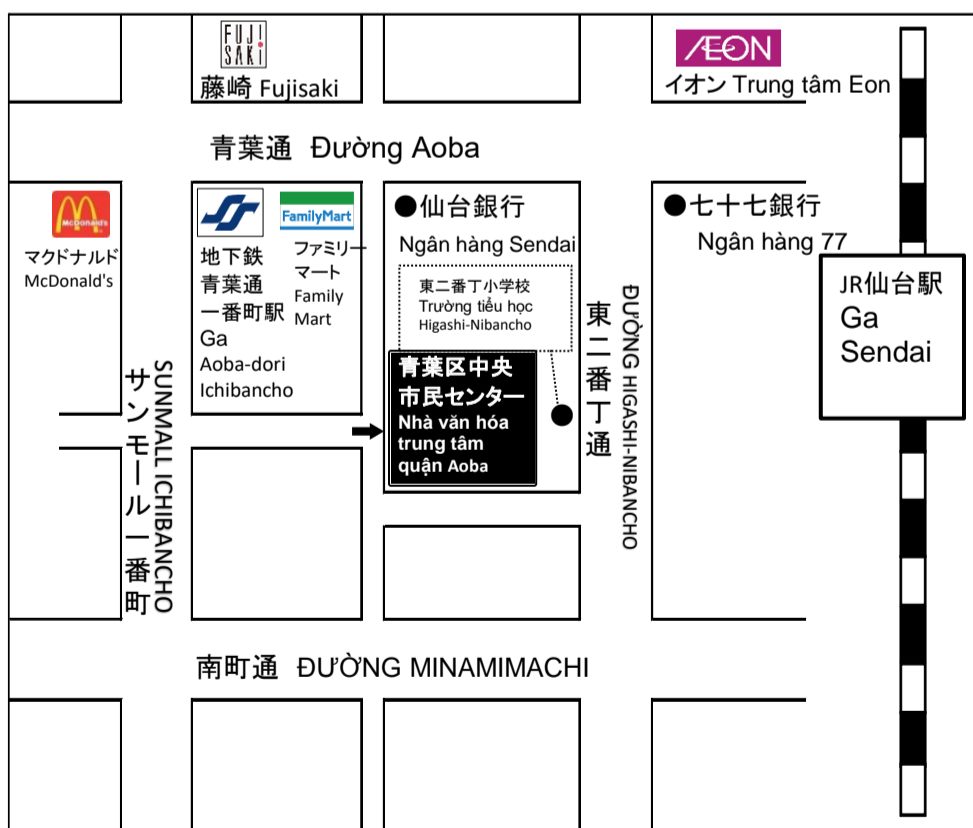 FUJI
SAKI
藤崎 Fujisaki
ÆON
イオン Trung tâm Eon
青葉通 Đường Aoba
McDonald's
マクドナルド
McDonald's
地下鉄
青葉通
一番町駅
Ga
Aoba-dori
Ichibancho
FamilyMart
ファミリー
マート
Family
Mart
●仙台銀行
Ngân hàng Sendai
東二番丁小学校
Trường tiểu học
Higashi-Nibancho
青葉区中央
市民センター
Nhà văn hóa
trung tâm
quận Aoba
東二番丁通
ĐƯỜNG HIGASHI-NIBANCHO
●七十七銀行
Ngân hàng 77
JR仙台駅
Ga
Sendai
サンモール一番町
SUNMALL ICHIBANCHO
南町通 ĐƯỜNG MINAMIMACHI